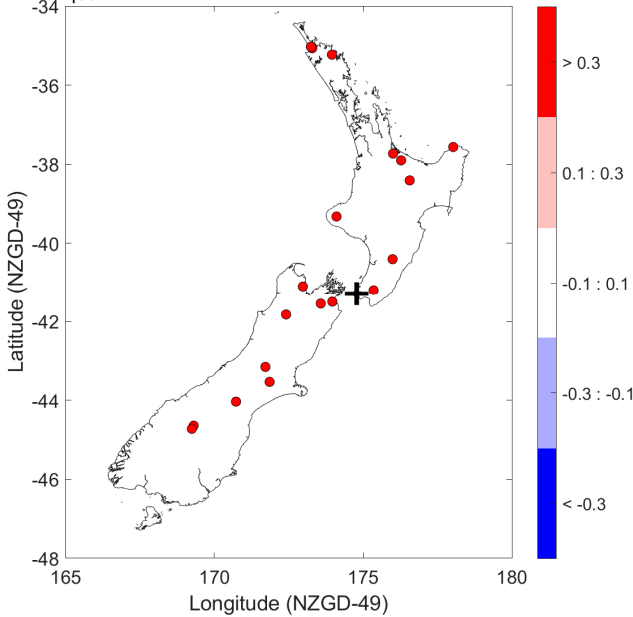 -34
-36
-38
-40
-42
-44
-46
-48
165
170
175
180
Latitude (NZGD-49)
Longitude (NZGD-49)
> 0.3
0.1 : 0.3
-0.1 : 0.1
-0.3 : -0.1
< -0.3